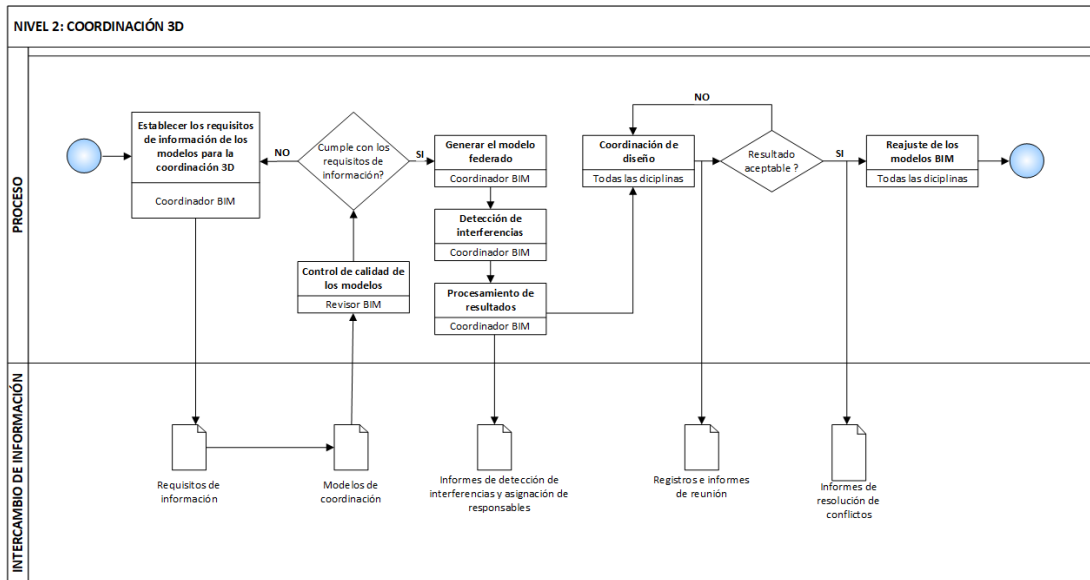 NIVEL 2: COORDINACIÓN 3D
PROCESO
Establecer los requisitos
de información de los
modelos para la
coordinación 3D
Coordinador BIM
NO
Cumple con los
requisitos de
información?
SI
Control de calidad de
los modelos
Revisor BIM
Generar el modelo
federado
Coordinador BIM
Detección de
interferencias
Coordinador BIM
Procesamiento de
resultados
Coordinador BIM
Coordinación de
diseño
Todas las diciplinas
NO
Resultado
aceptable ?
SI
Reajuste de los
modelos BIM
Todas las diciplinas
INTERCAMBIO DE INFORMACIÓN
Requisitos de
información
Modelos de
coordinación
Informes de detección de
interferencias y asignación de
responsables
Registros e informes
de reunión
Informes de
resolución de
conflictos